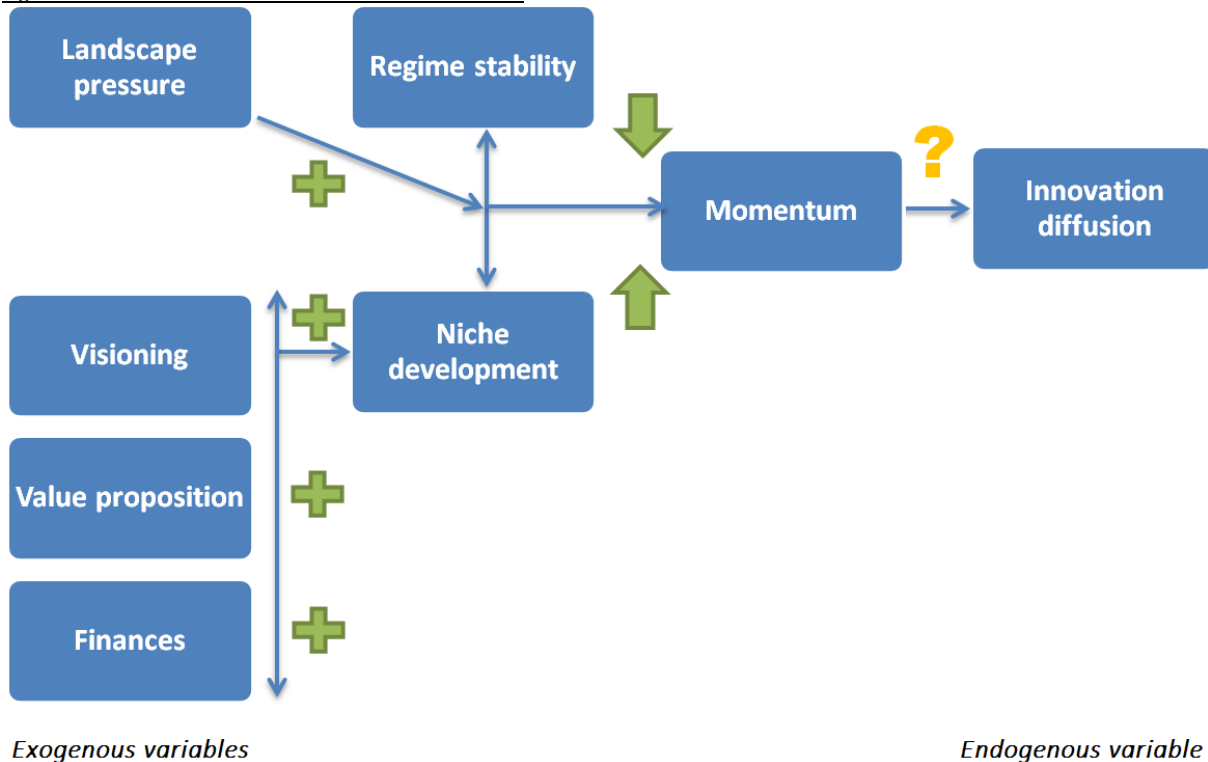 Landscape
pressure
Regime stability
Momentum
?
Innovation
diffusion
Visioning
Niche
development
Value proposition
Finances
Exogenous variables
Endogenous variable